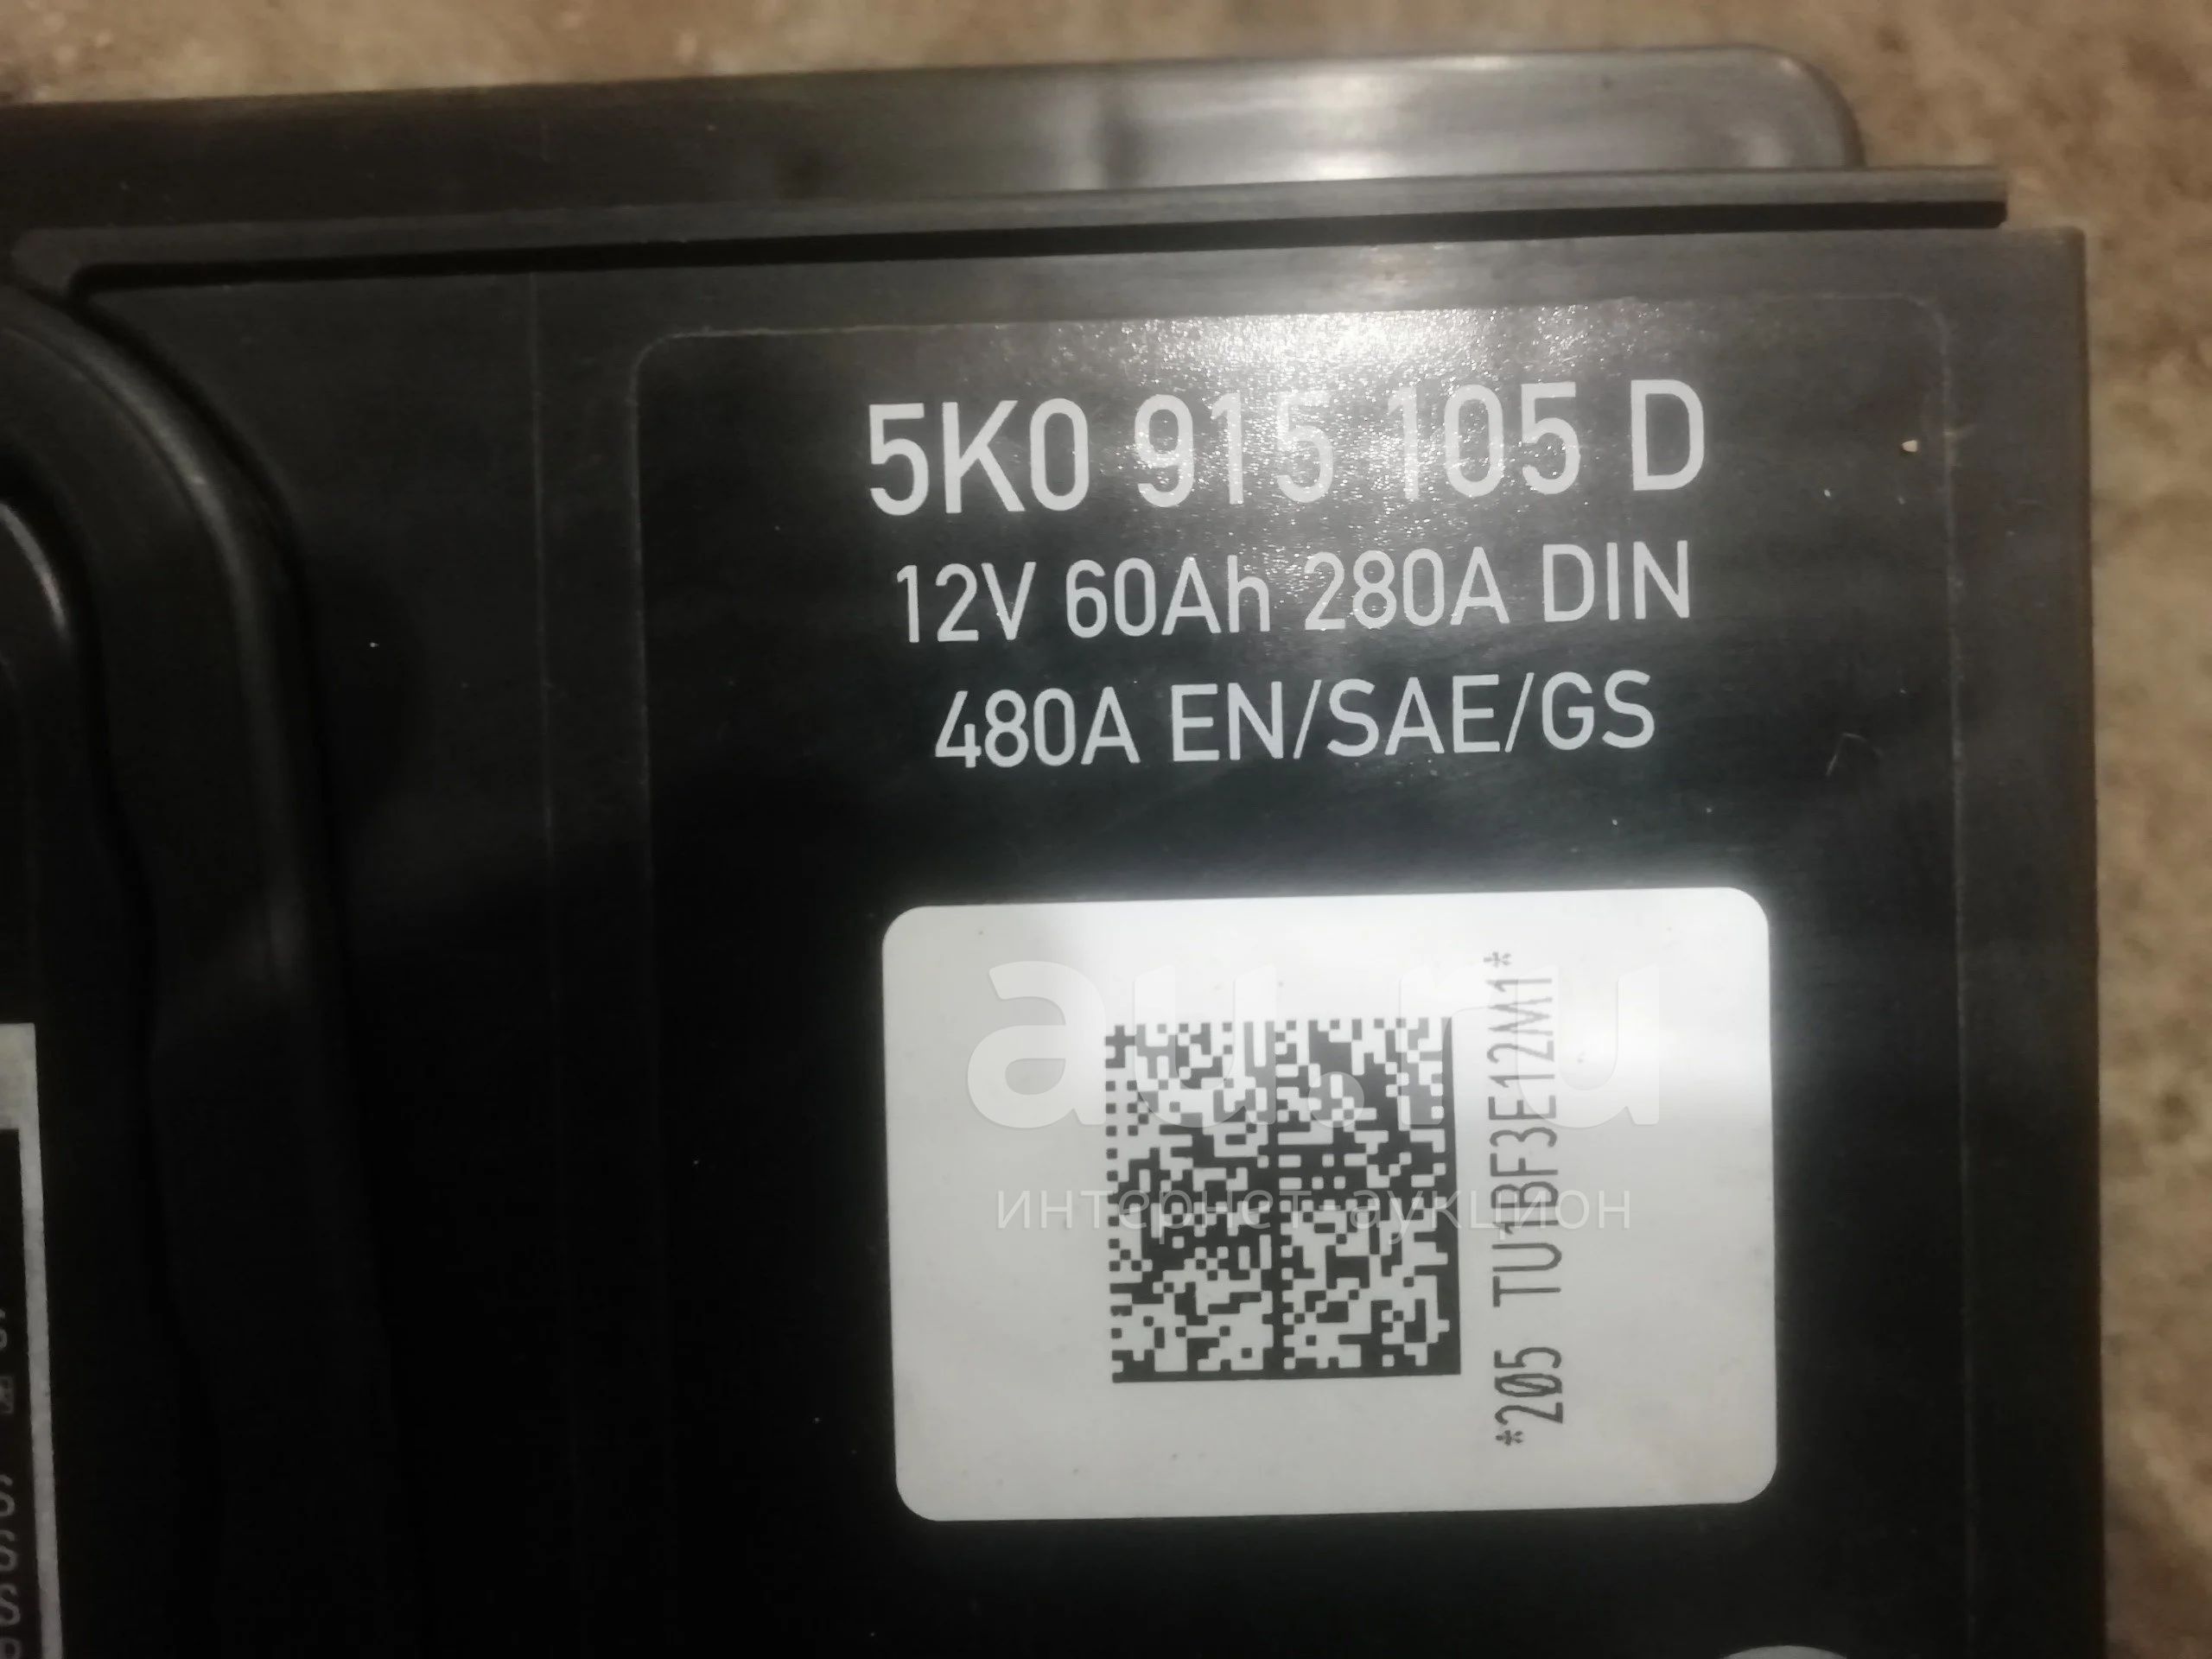 5K0 915 105 D
12V 60Ah 280A DIN
480A EN/SAE/GS
au.ru
интернет-аукцион
*205 TU1BF3E12M1*